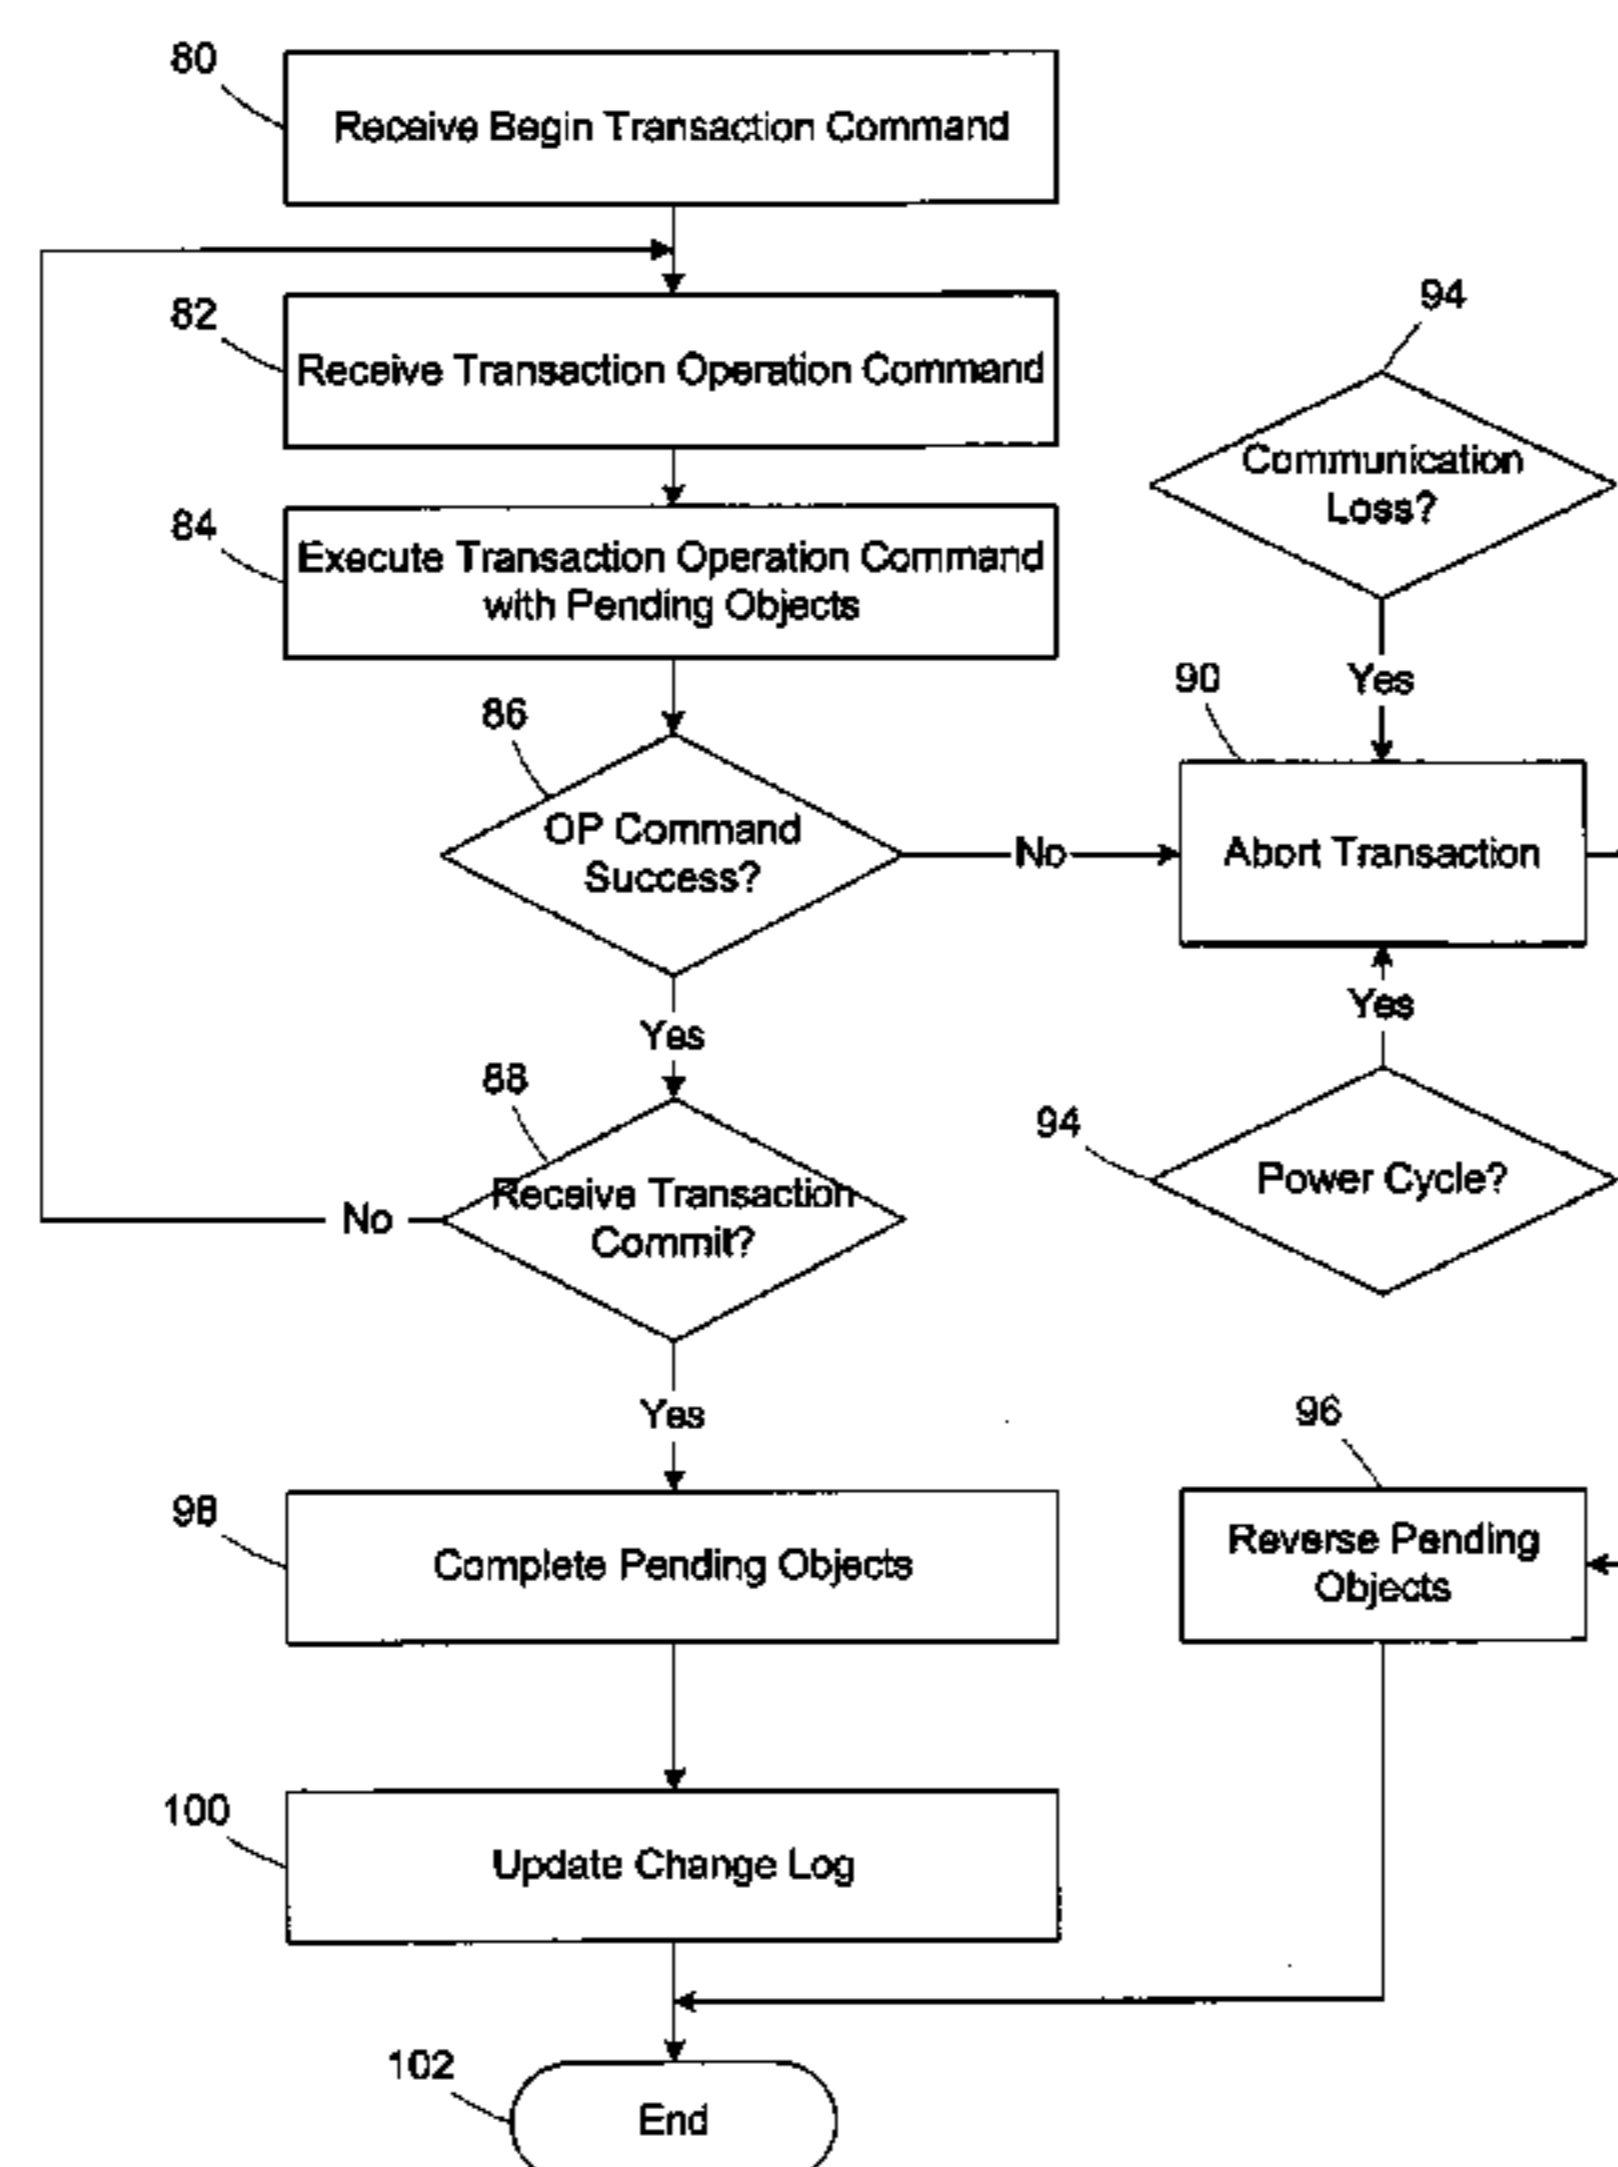 80
Receive Begin Transaction Command
82
Receive Transaction Operation Command
84
Execute Transaction Operation Command
with Pending Objects
86
OP Command
Success?
No
Yes
88
Receive Transaction
Commit?
No
Yes
94
Communication
Loss?
Yes
90
Abort Transaction
Yes
94
Power Cycle?
96
Reverse Pending
Objects
98
Complete Pending Objects
100
Update Change Log
102
End